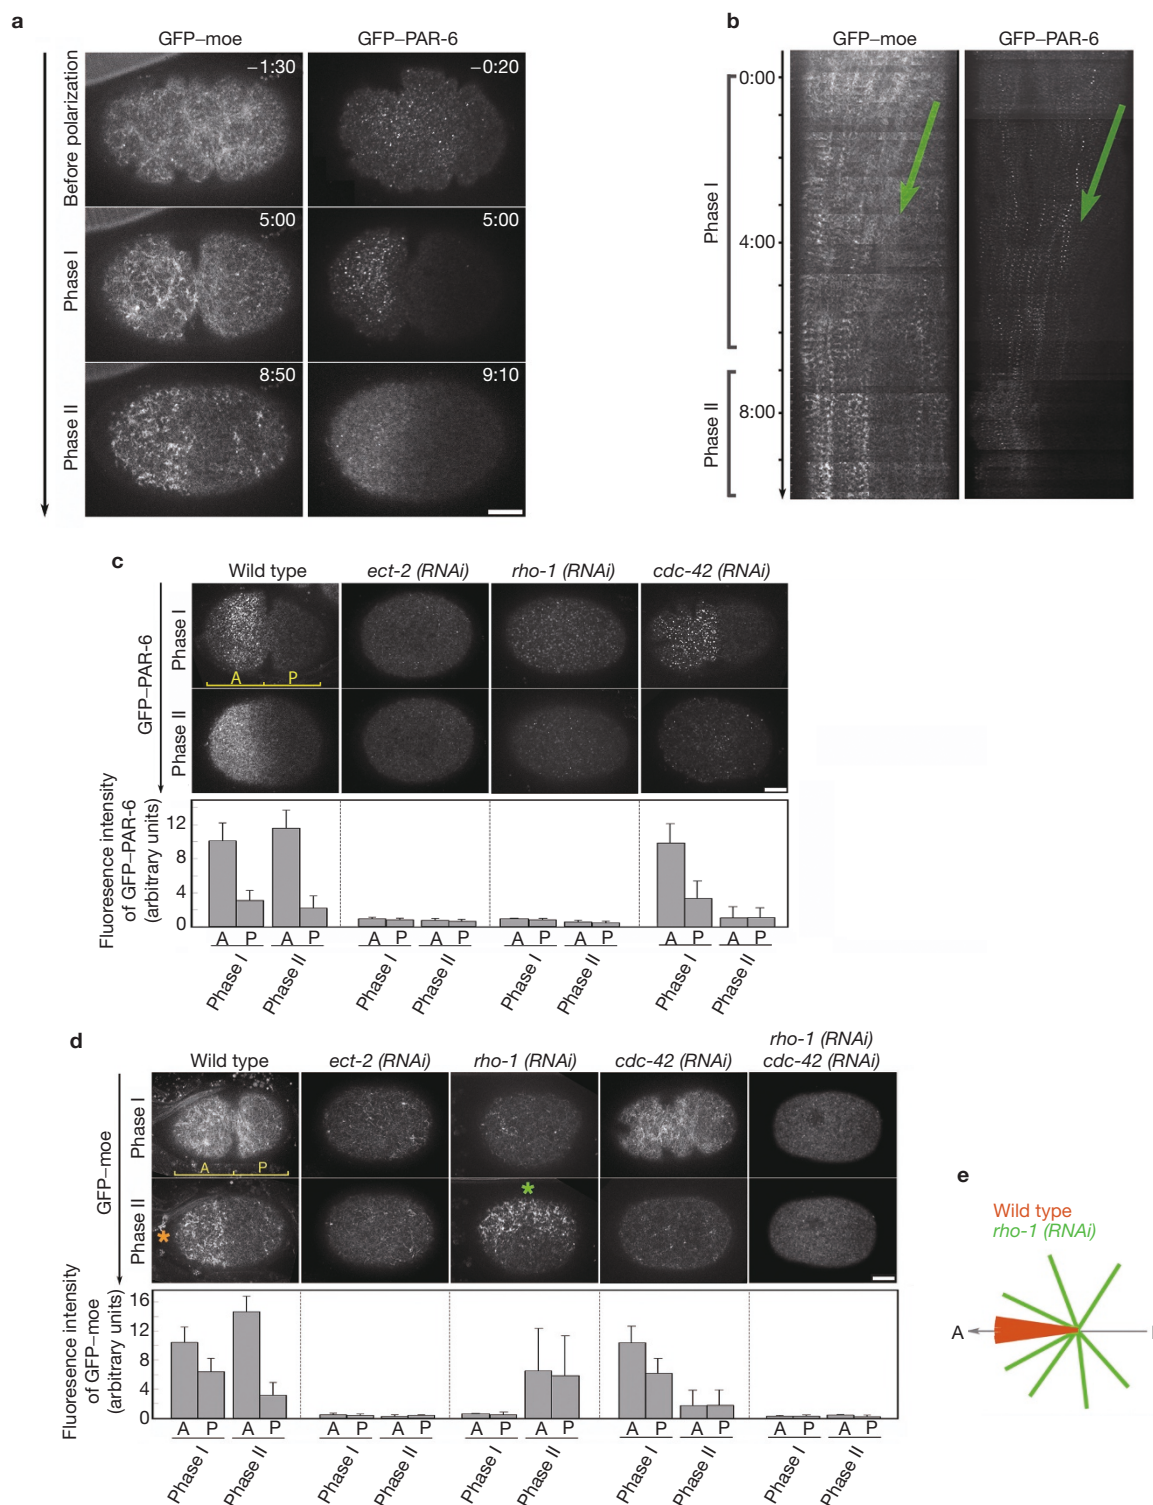 a
GFP–moe GFP–PAR-6
Before polarization
–1:30 –0:20
Phase I
5:00 5:00
Phase II
8:50 9:10
b
GFP–moe GFP–PAR-6
0:00
Phase I
4:00
Phase II
8:00
c
Wild type ect-2 (RNAi) rho-1 (RNAi) cdc-42 (RNAi)
GFP–PAR-6
Phase I
A P
Phase II
Fluoresence intensity
of GFP–PAR-6
(arbitrary units)
12
8
4
0
A P A P A P A P A P A P A P A P
Phase I Phase II Phase I Phase II Phase I Phase II Phase I Phase II
d
rho-1 (RNAi)
Wild type ect-2 (RNAi) rho-1 (RNAi) cdc-42 (RNAi) cdc-42 (RNAi)
GFP–moe
Phase I
A P
Phase II
* *
Fluoresence intensity
of GFP–moe
(arbitrary units)
16
12
8
4
0
A P A P A P A P A P A P A P A P A P A P
Phase I Phase II Phase I Phase II Phase I Phase II Phase I Phase II Phase I Phase II
e
Wild type
rho-1 (RNAi)
A